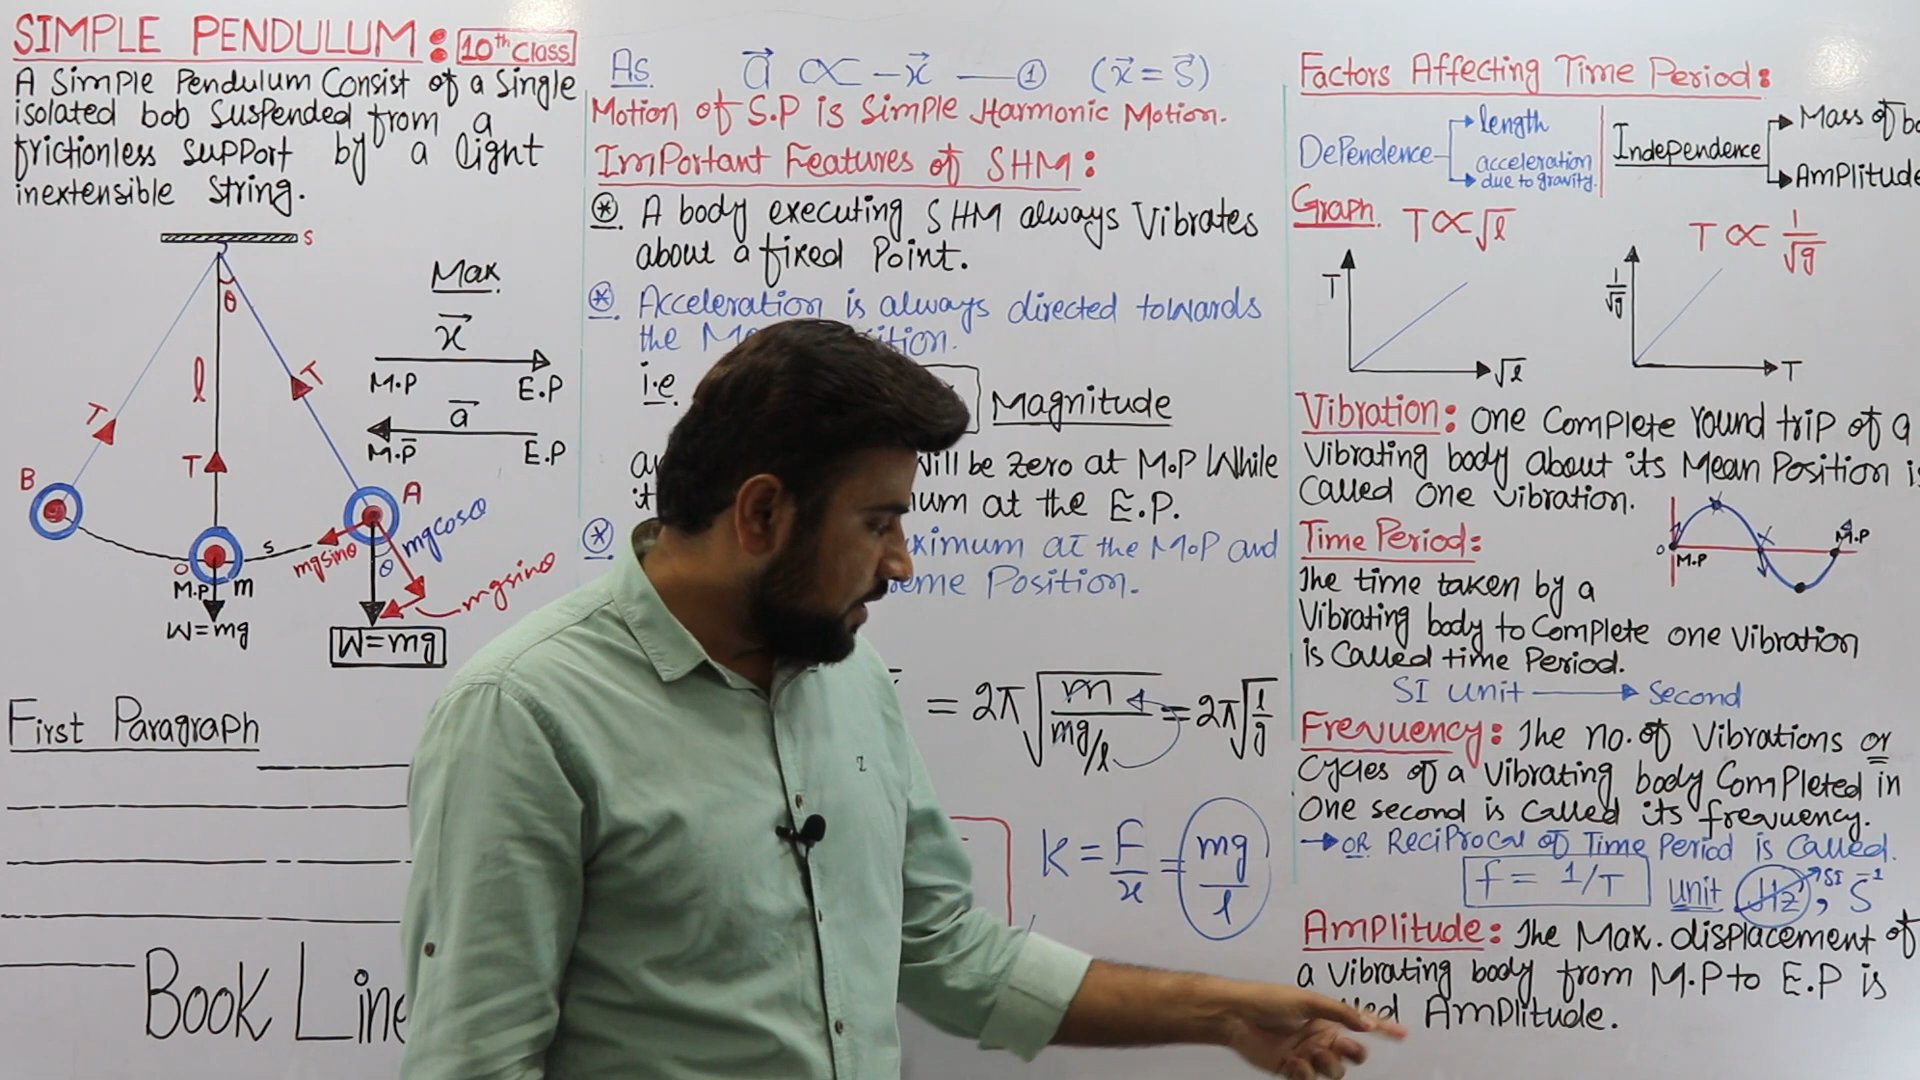 SIMPLE PENDULUM: 10th Class
A Simple Pendulum Consist of a Single
isolated bob Suspended from a
frictionless Support by a light
inextensible String.
S
θ
l
T
T
T
B
A
Max
x⃗
M.P E.P
a⃗
M.P E.P
mgsinθ
mgcosθ
θ
mgsinθ
O
S
M.P m
W=mg
W=mg
First Paragraph
Book Line
As a⃗ ∝ -x⃗ —① (x⃗ = S⃗)
Motion of S.P is Simple Harmonic Motion.
Important Features of SHM:
⊛ A body executing SHM always Vibrates
about a fixed Point.
⊛ Acceleration is always directed towards
the
i.e Magnitude
will be zero at M.P While
at the E.P.
⊛ at the M.P and
Position.
= 2π√(m/(mg/l)) = 2π√(l/g)
K = F/x = mg/l
Factors Affecting Time Period:
Dependence length
acceleration
due to gravity.
Independence Mass of
Amplitude
Graph T ∝ √l
T
√l
T ∝ 1/√g
1/√g
T
Vibration: One Complete round trip of a
Vibrating body about its Mean Position is
Called One Vibration.
O M.P M.P
Time Period:
The time taken by a
Vibrating body to Complete one Vibration
is Called time Period.
SI Unit → Second
Frevuency: The no. of Vibrations or
Cycles of a Vibrating body Completed in
One second is Called its frevuency.
→ OR Reciprocal of Time Period is Called.
f = 1/T unit Hz SI, S⁻¹
Amplitude: The Max. displacement of
a Vibrating body from M.P to E.P is
Amplitude.